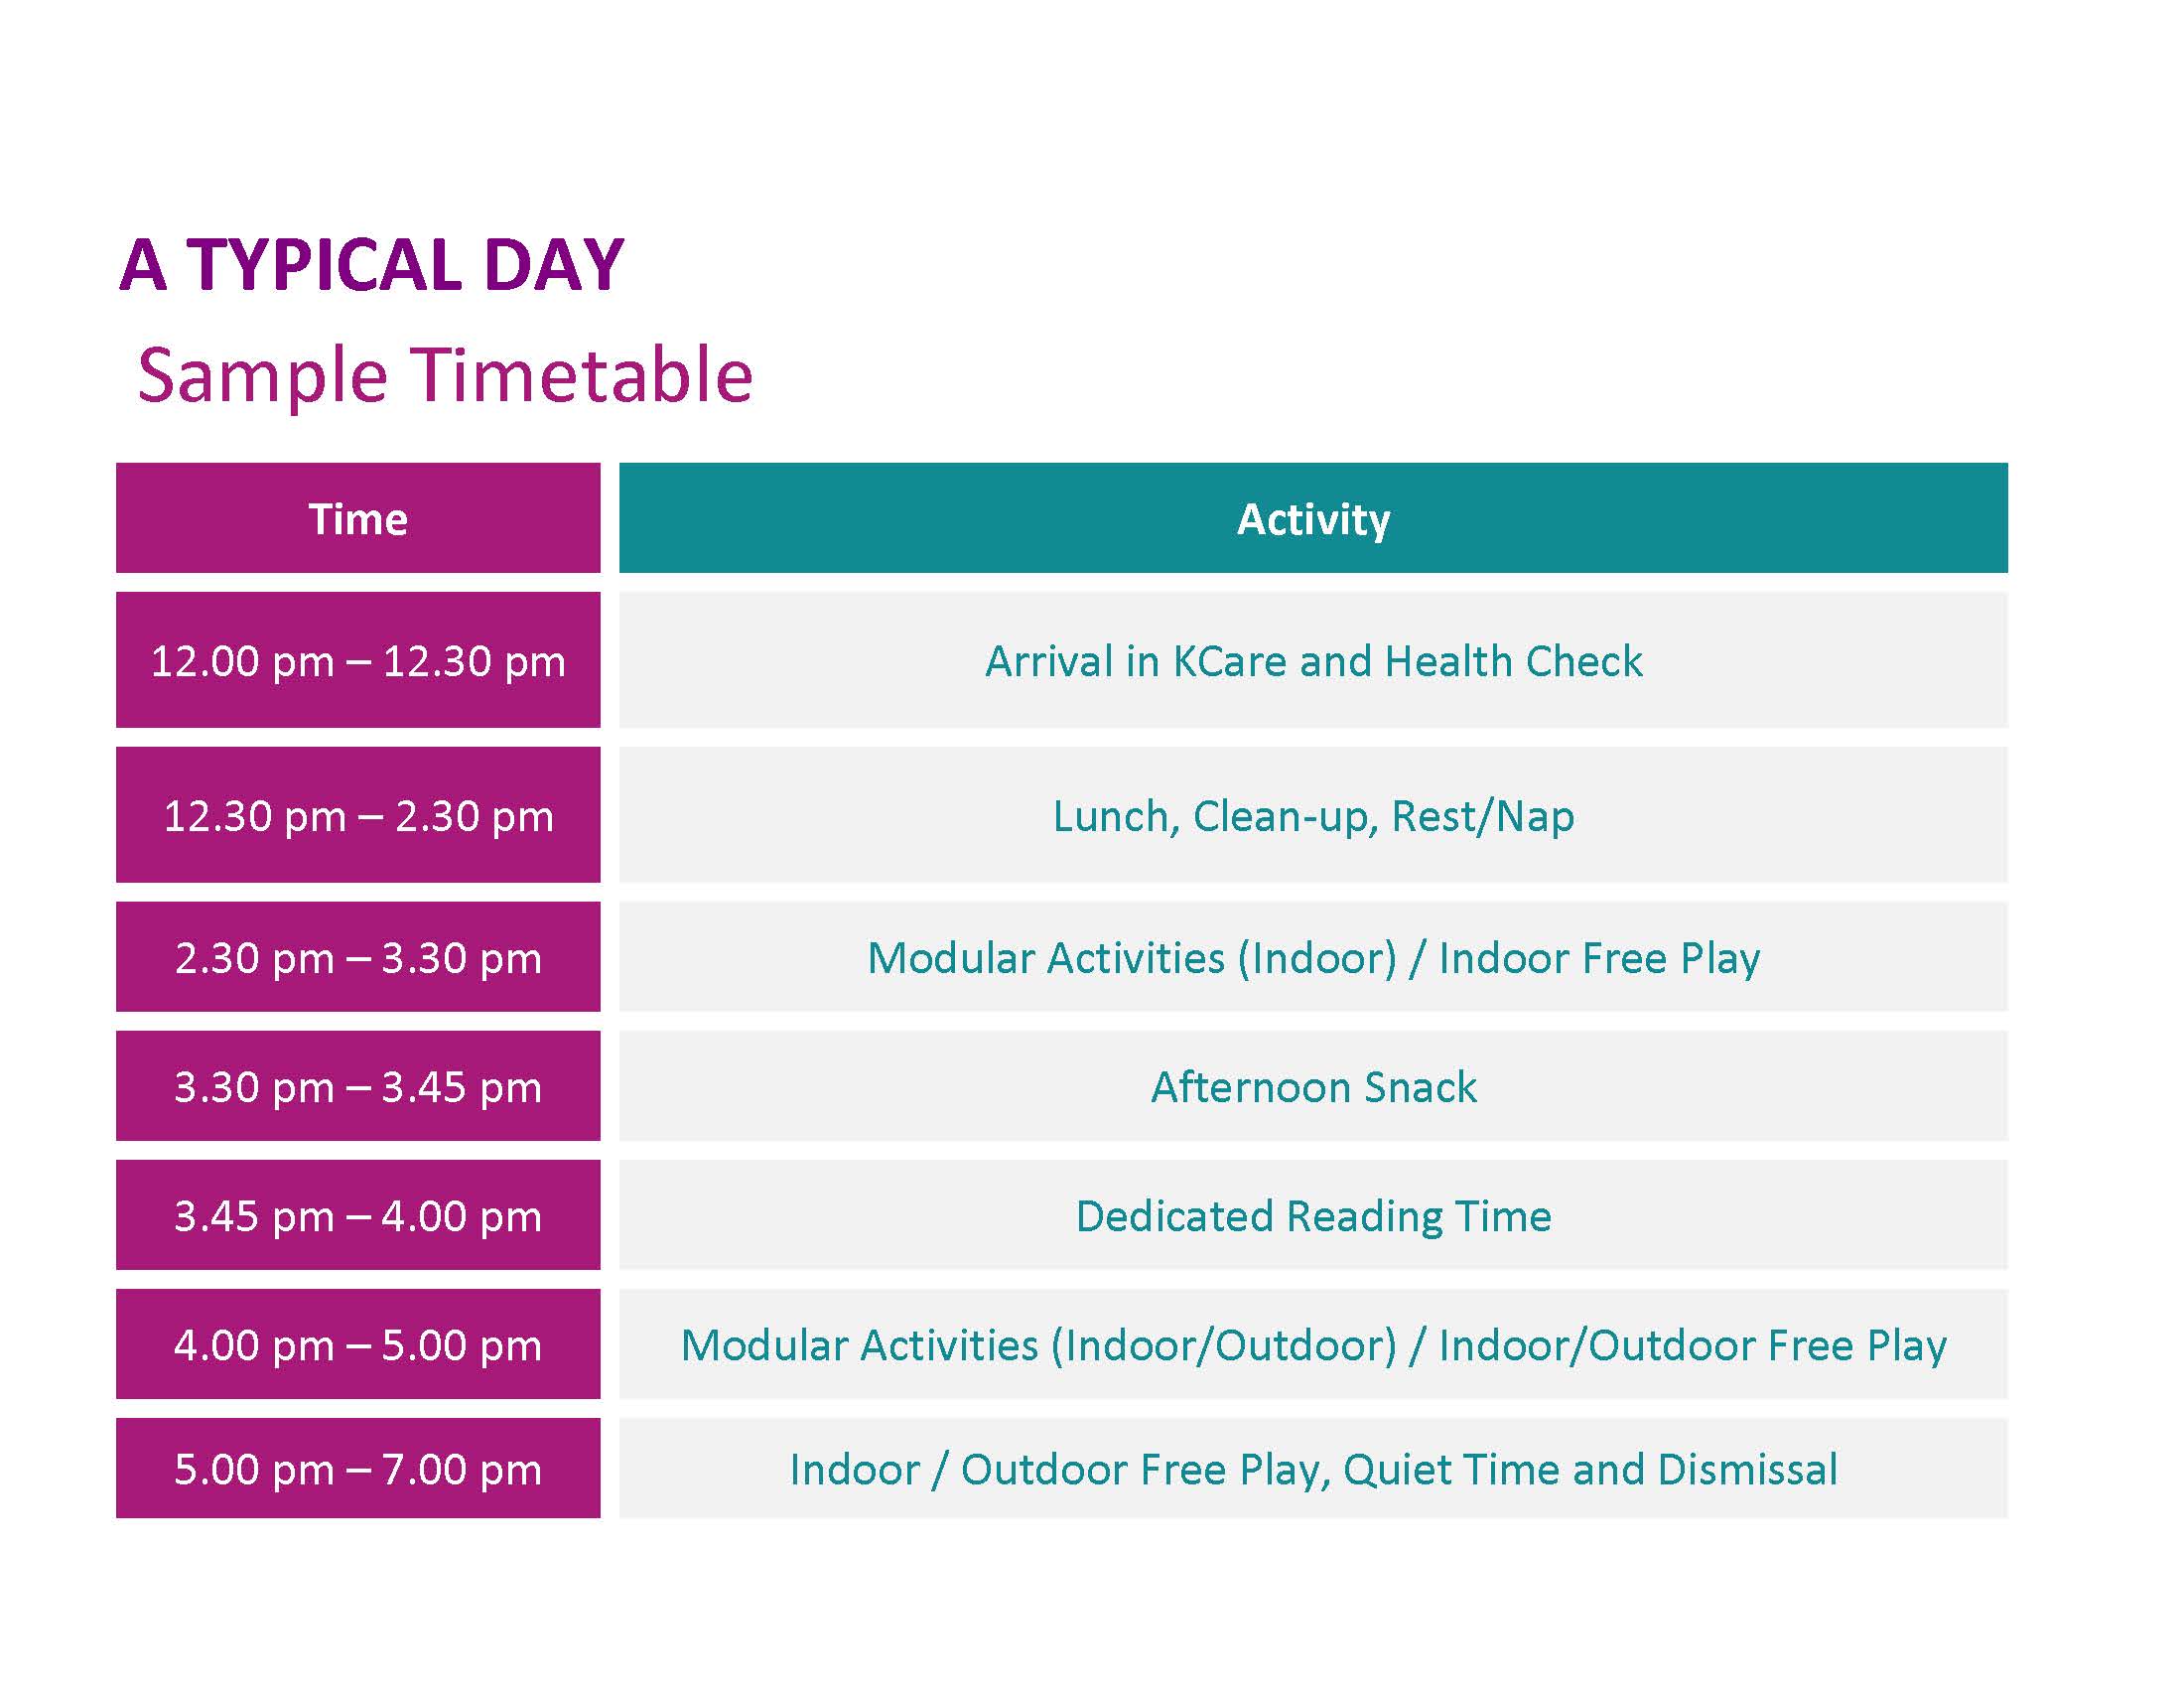 A TYPICAL DAY
Sample Timetable
Time Activity
12.00 pm – 12.30 pm Arrival in KCare and Health Check
12.30 pm – 2.30 pm Lunch, Clean-up, Rest/Nap
2.30 pm – 3.30 pm Modular Activities (Indoor) / Indoor Free Play
3.30 pm – 3.45 pm Afternoon Snack
3.45 pm – 4.00 pm Dedicated Reading Time
4.00 pm – 5.00 pm Modular Activities (Indoor/Outdoor) / Indoor/Outdoor Free Play
5.00 pm – 7.00 pm Indoor / Outdoor Free Play, Quiet Time and Dismissal